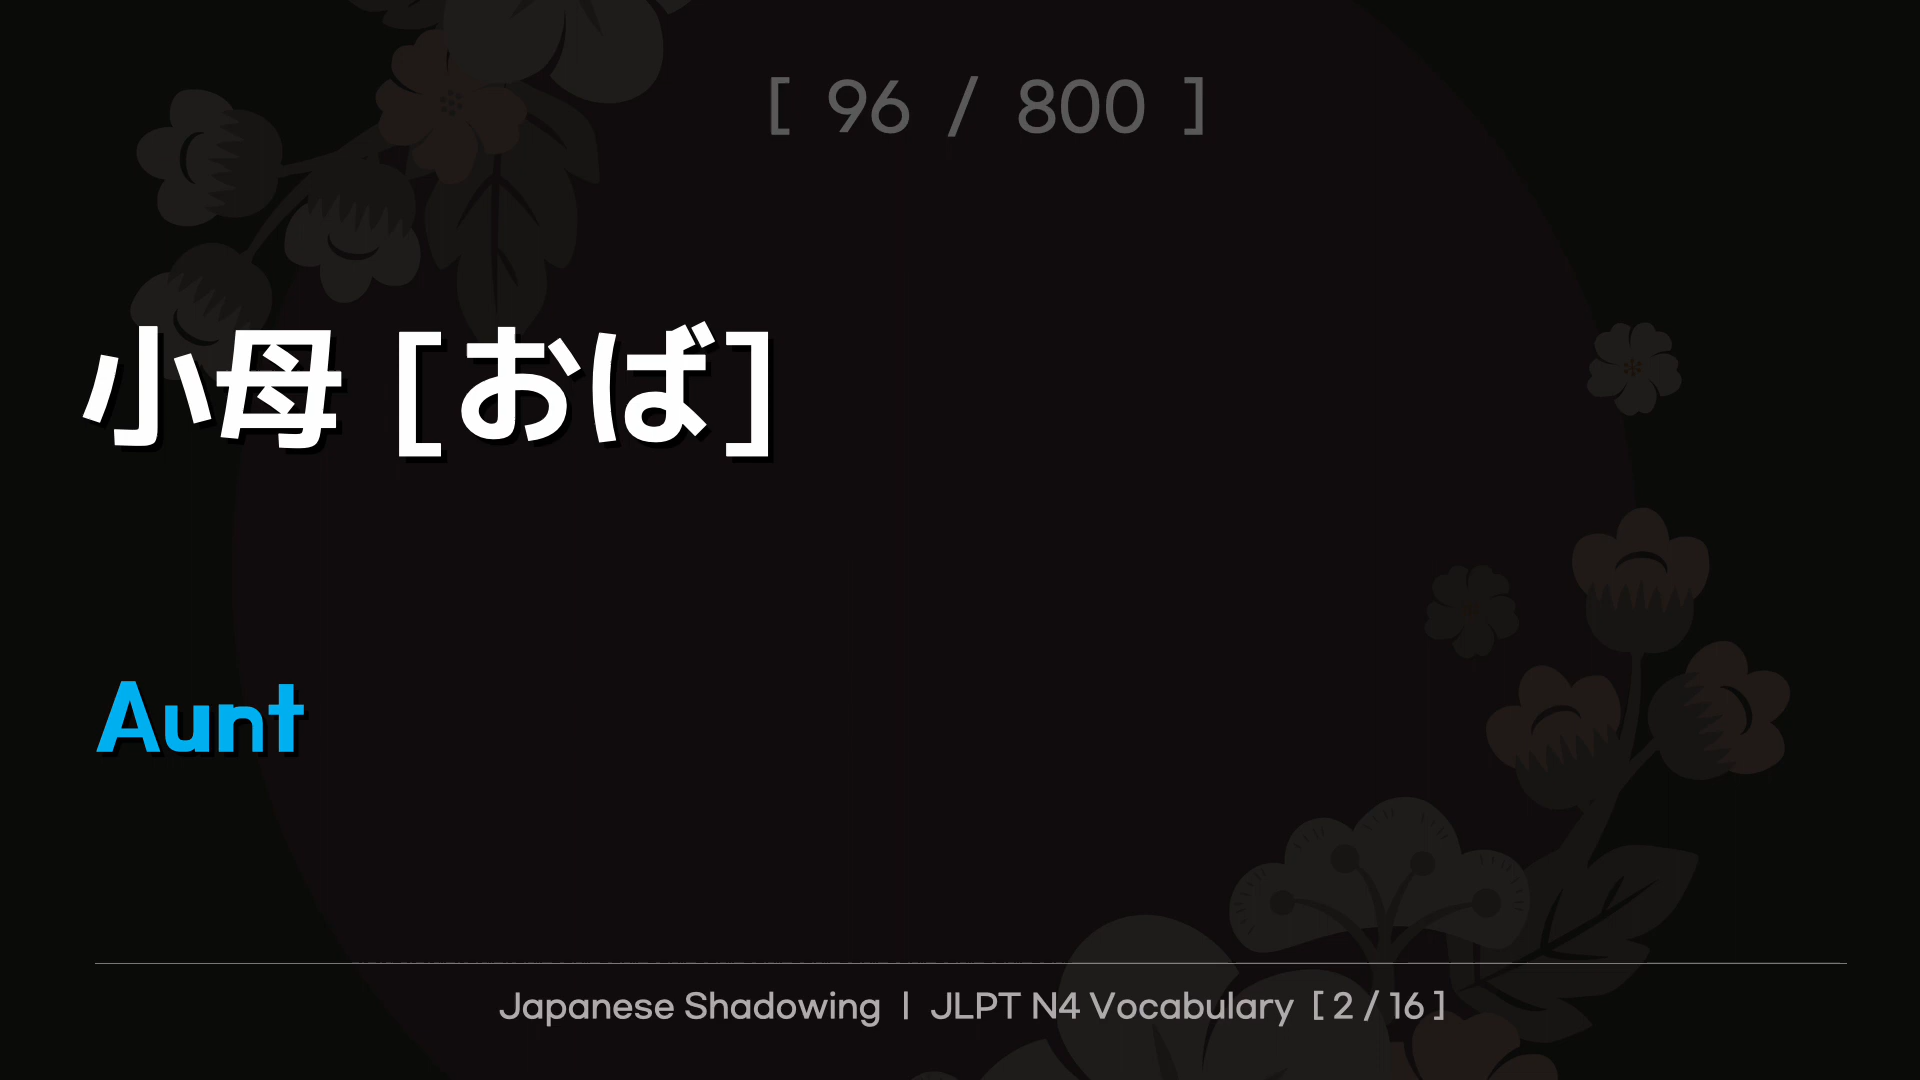 [ 96 / 800 ]
小母 [おば]
Aunt
Japanese Shadowing | JLPT N4 Vocabulary [ 2 / 16 ]